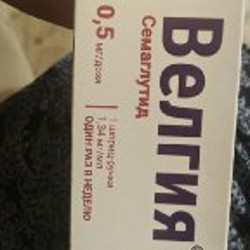 Велгия®
Семаглутид
0,5 мг/доза
1 шприц-ручка
1,34 мг/мл
ОДИН РАЗ В НЕДЕЛЮ